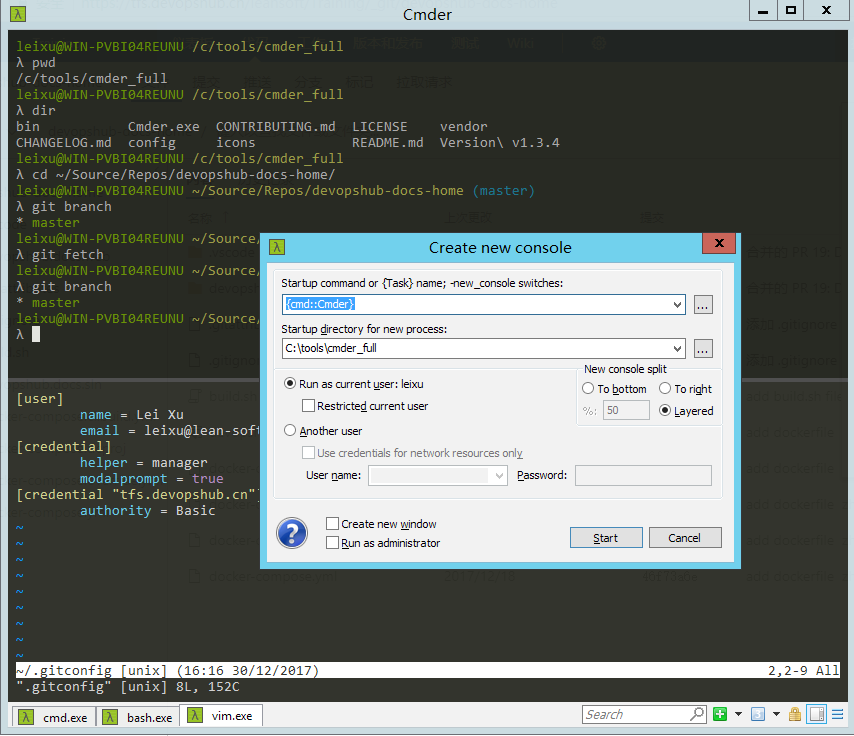 Cmder
leixu@WIN-PVBI04REUNU /c/tools/cmder_full
λ pwd
/c/tools/cmder_full
leixu@WIN-PVBI04REUNU /c/tools/cmder_full
λ dir
bin Cmder.exe CONTRIBUTING.md LICENSE vendor
CHANGELOG.md config icons README.md Version\ v1.3.4
leixu@WIN-PVBI04REUNU /c/tools/cmder_full
λ cd ~/Source/Repos/devopshub-docs-home/
leixu@WIN-PVBI04REUNU ~/Source/Repos/devopshub-docs-home (master)
λ git branch
* master
leixu@WIN-PVBI04REUNU ~/Source/
λ git fetch
leixu@WIN-PVBI04REUNU ~/Source/
λ git branch
* master
leixu@WIN-PVBI04REUNU ~/Source/
λ
Create new console
Startup command or {Task} name; -new_console switches:
{cmd::Cmder}
...
Startup directory for new process:
C:\tools\cmder_full
...
Run as current user: leixu
Restricted current user
Another user
Use credentials for network resources only
User name:
Password:
New console split
To bottom
To right
%: 50
Layered
Create new window
Run as administrator
Start
Cancel
[user]
name = Lei Xu
email = leixu@lean-soft
[credential]
helper = manager
modalprompt = true
[credential "tfs.devopshub.cn"]
authority = Basic
~
~
~
~
~
~
~
~
~
~/.gitconfig [unix] (16:16 30/12/2017) 2,2-9 All
".gitconfig" [unix] 8L, 152C
cmd.exe
bash.exe
vim.exe
Search